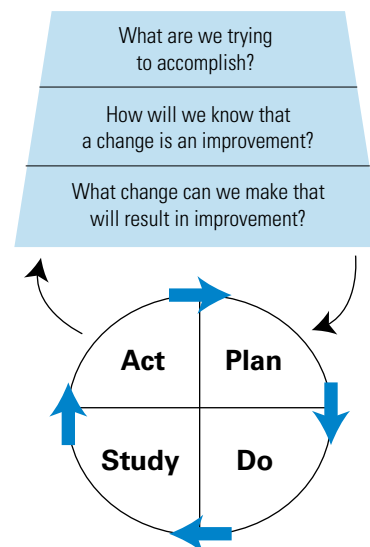 What are we trying
to accomplish?
How will we know that
a change is an improvement?
What change can we make that
will result in improvement?
Act
Plan
Study
Do